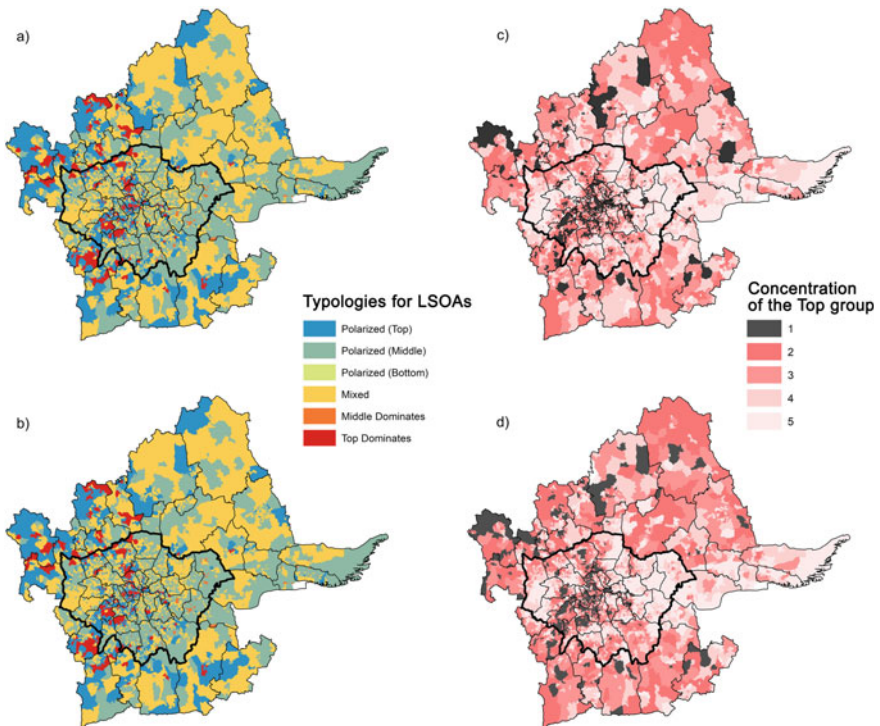 a)
c)
Typologies for LSOAs
Polarized (Top)
Polarized (Middle)
Polarized (Bottom)
Mixed
Middle Dominates
Top Dominates
Concentration
of the Top group
1
2
3
4
5
b)
d)